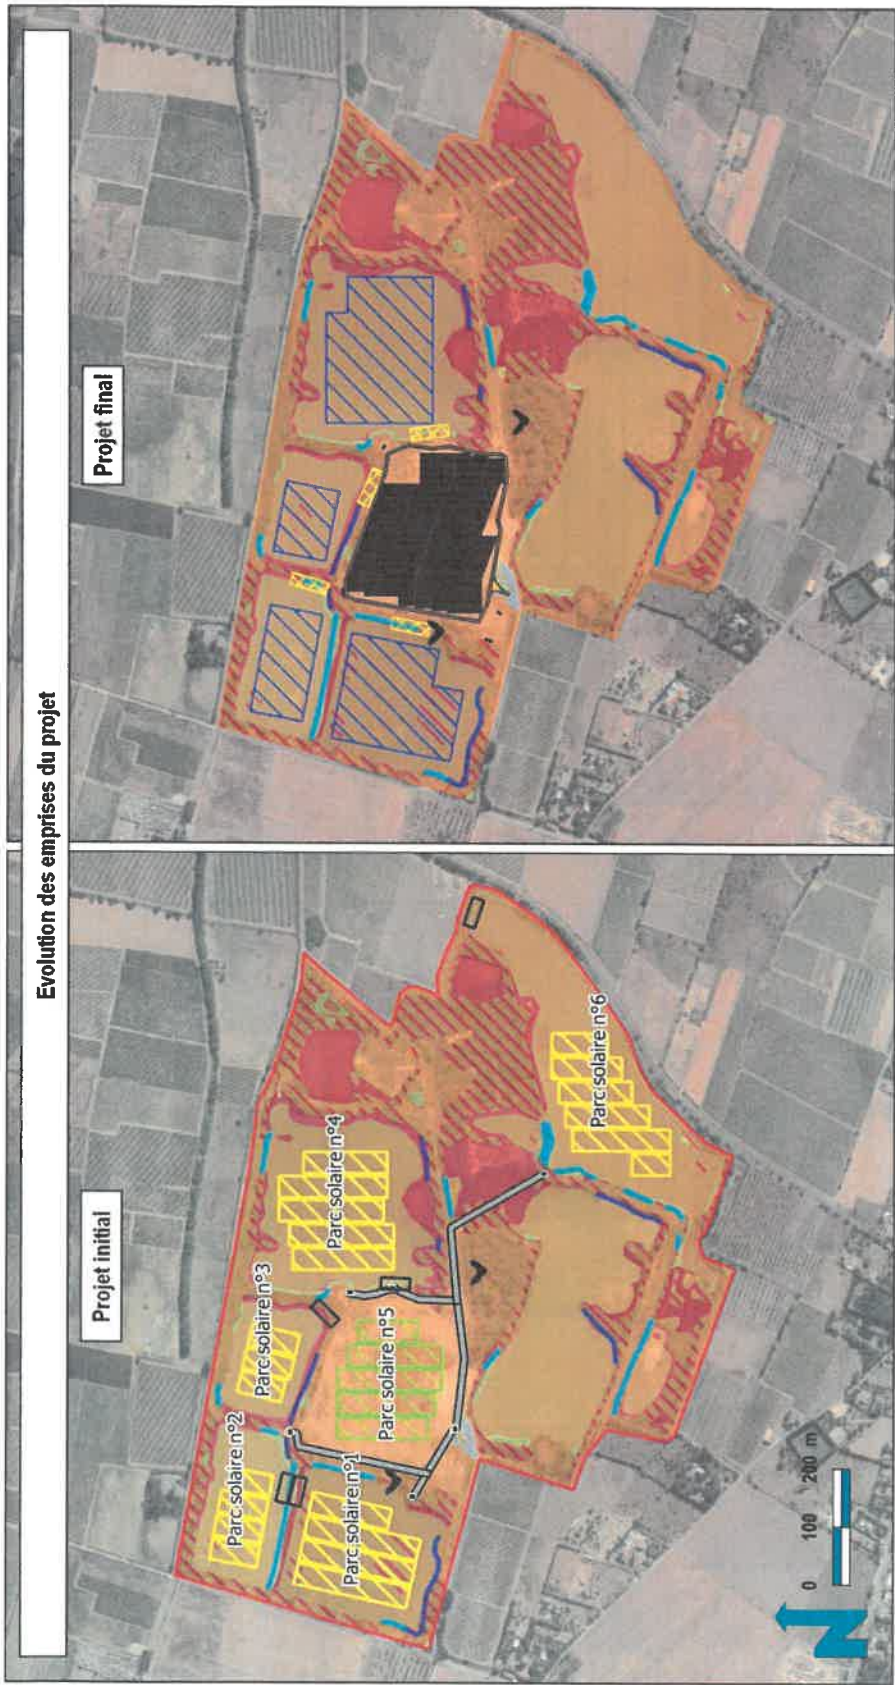 Evolution des emprises du projet
Projet initial
Parc solaire n°2
Parc solaire n°3
Parc solaire n°4
Parc solaire n°1
Parc solaire n°5
Parc solaire n°6
0 100 200 m
N
Projet final